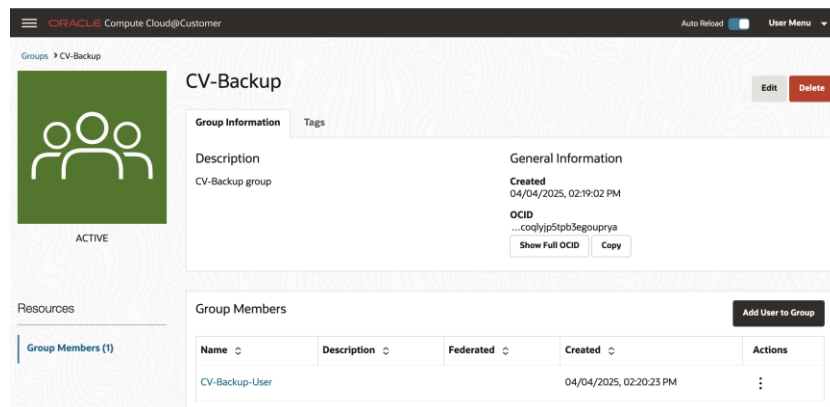 ORACLE Compute Cloud@Customer Auto Reload User Menu
Groups > CV-Backup
CV-Backup
Edit Delete
Group Information Tags
Description General Information
CV-Backup group Created
04/04/2025, 02:19:02 PM
OCID
...coqlyjp5tpb3egouprya
Show Full OCID Copy
ACTIVE
Resources Group Members Add User to Group
Group Members (1) Name Description Federated Created Actions
CV-Backup-User 04/04/2025, 02:20:23 PM